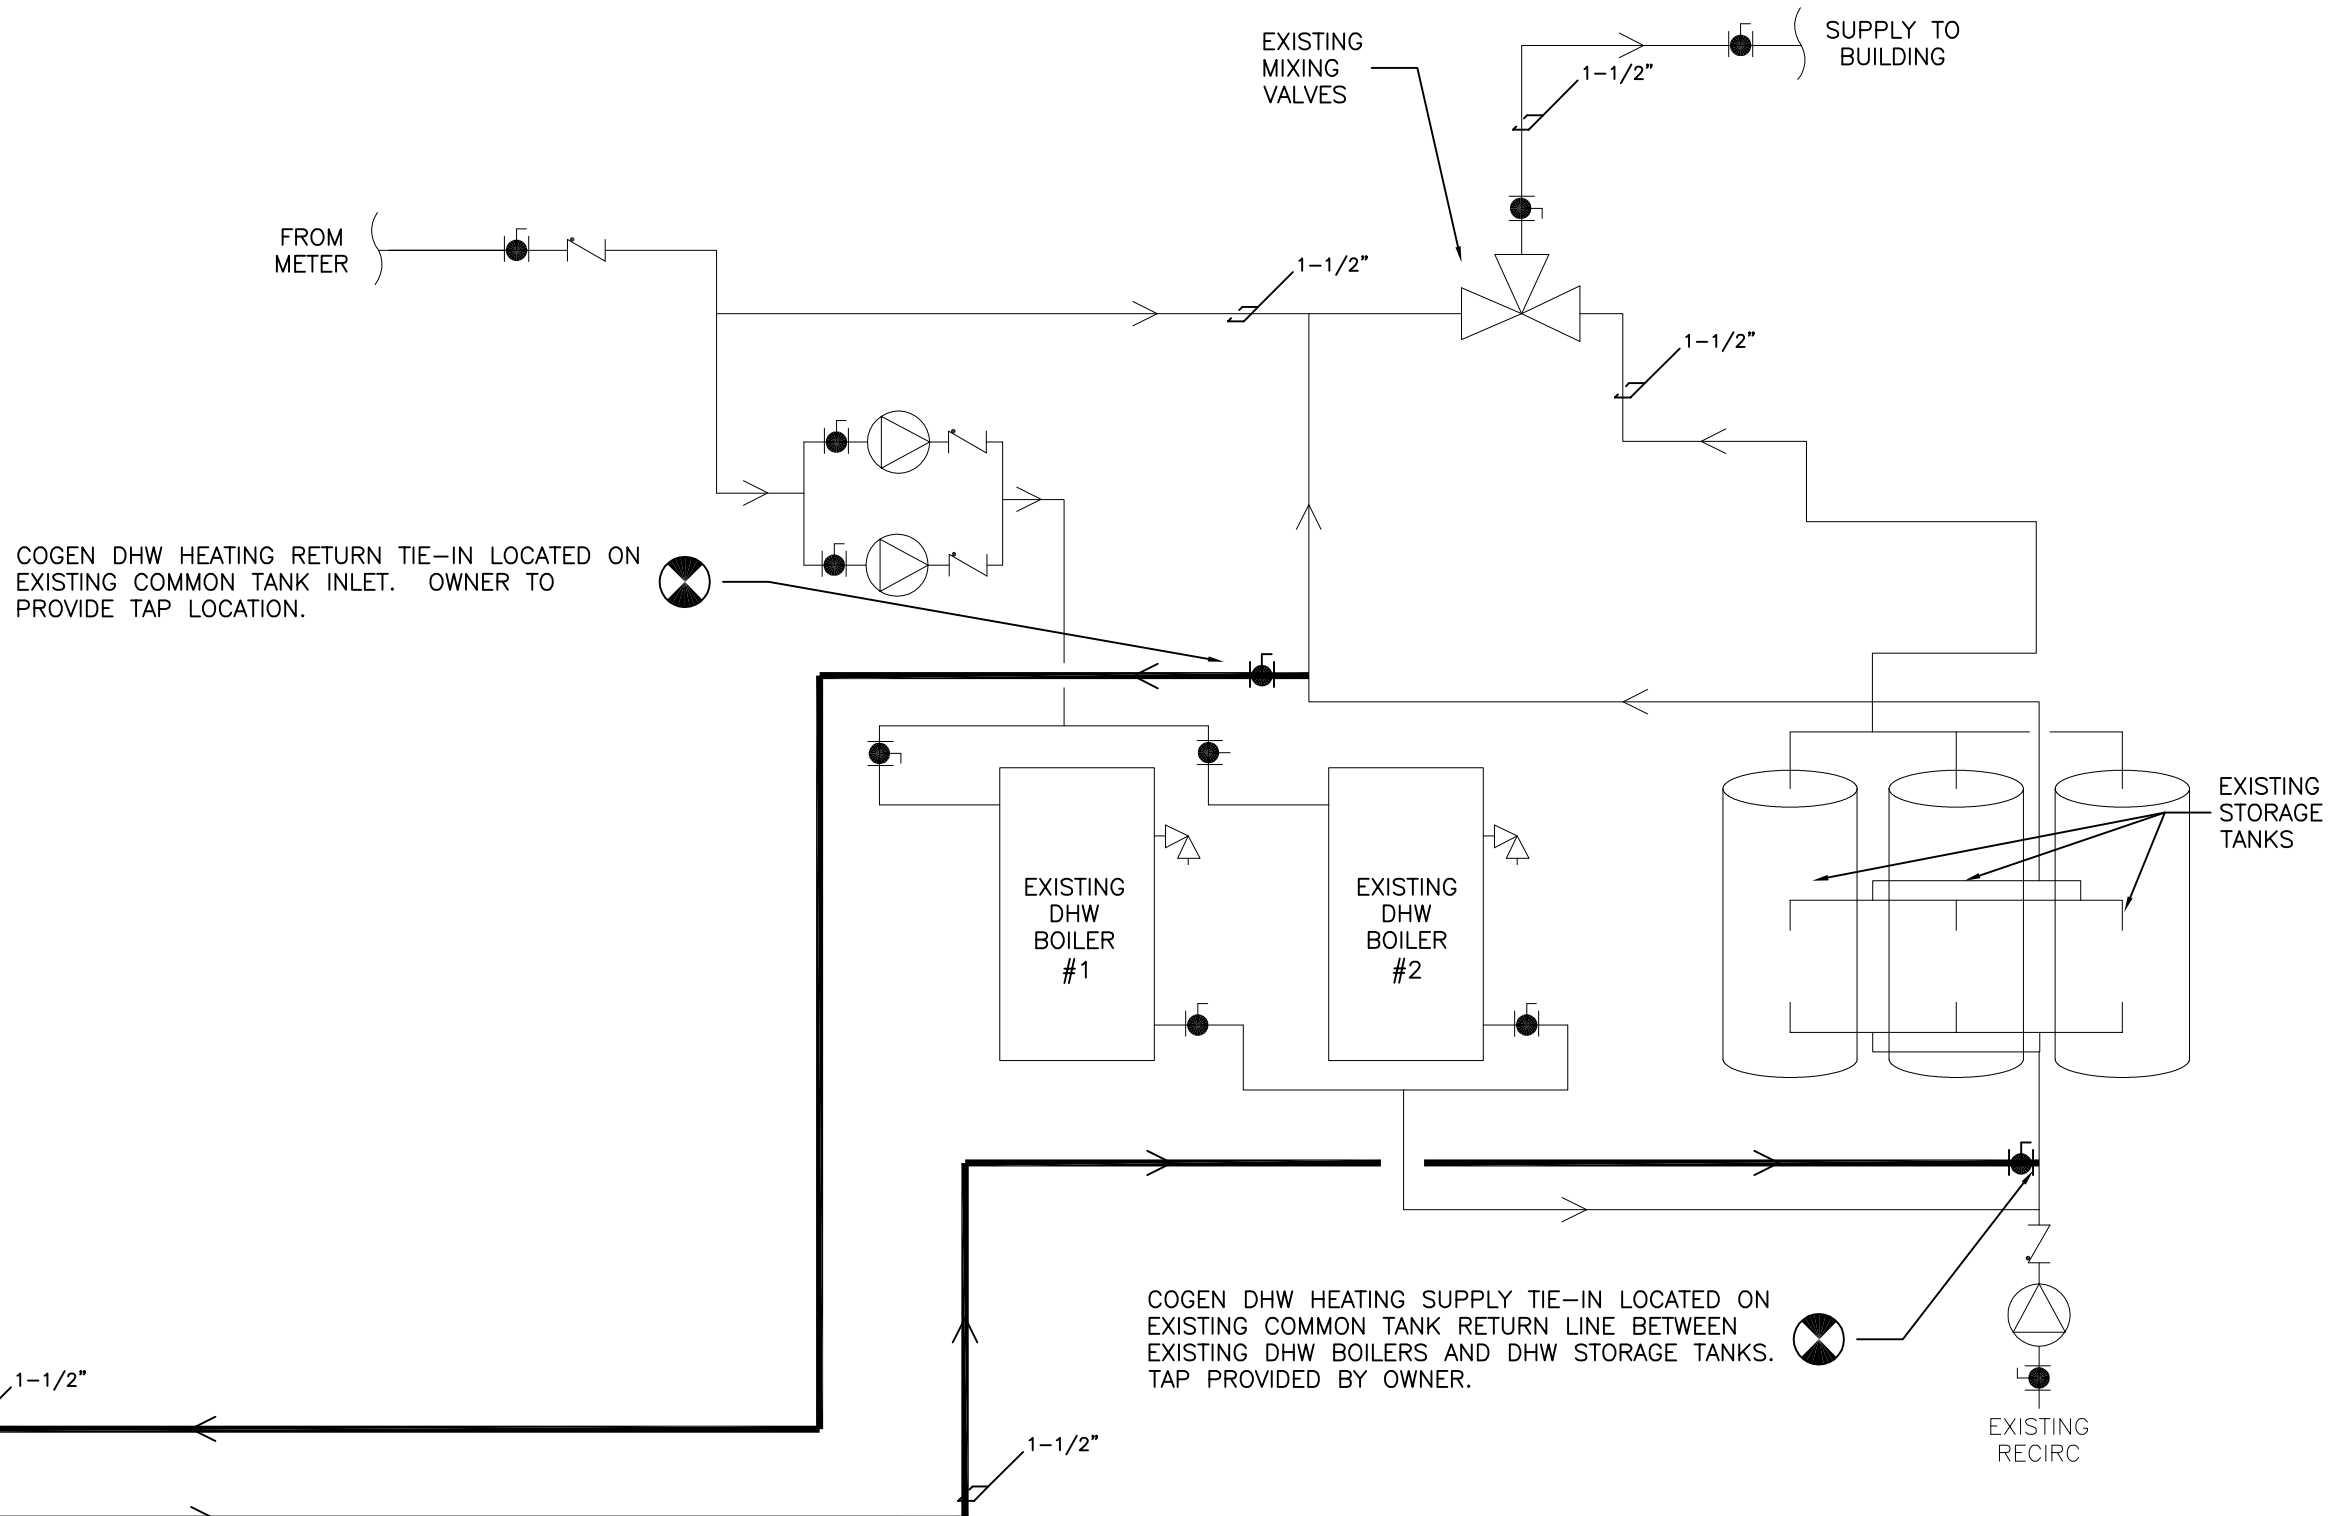 SUPPLY TO
BUILDING
EXISTING
MIXING
VALVES
1-1/2"
FROM
METER
1-1/2"
1-1/2"
COGEN DHW HEATING RETURN TIE-IN LOCATED ON
EXISTING COMMON TANK INLET. OWNER TO
PROVIDE TAP LOCATION.
EXISTING
STORAGE
TANKS
EXISTING
DHW
BOILER
#1
EXISTING
DHW
BOILER
#2
COGEN DHW HEATING SUPPLY TIE-IN LOCATED ON
EXISTING COMMON TANK RETURN LINE BETWEEN
EXISTING DHW BOILERS AND DHW STORAGE TANKS.
TAP PROVIDED BY OWNER.
1-1/2"
1-1/2"
EXISTING
RECIRC